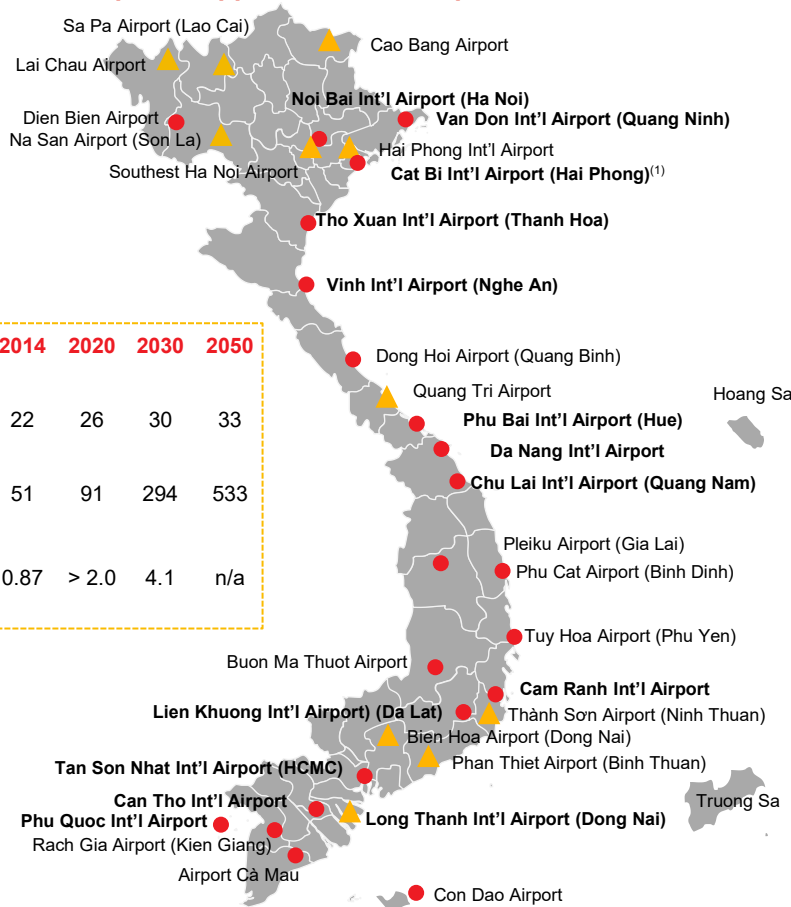 Sa Pa Airport (Lao Cai)
Cao Bang Airport
Lai Chau Airport
Noi Bai Int'l Airport (Ha Noi)
Dien Bien Airport
Van Don Int'l Airport (Quang Ninh)
Na San Airport (Son La)
Hai Phong Int'l Airport
Southest Ha Noi Airport
Cat Bi Int'l Airport (Hai Phong)(1)
Tho Xuan Int'l Airport (Thanh Hoa)
Vinh Int'l Airport (Nghe An)
2014 2020 2030 2050
22 26 30 33
51 91 294 533
0.87 > 2.0 4.1 n/a
Dong Hoi Airport (Quang Binh)
Quang Tri Airport
Hoang Sa
Phu Bai Int'l Airport (Hue)
Da Nang Int'l Airport
Chu Lai Int'l Airport (Quang Nam)
Pleiku Airport (Gia Lai)
Phu Cat Airport (Binh Dinh)
Tuy Hoa Airport (Phu Yen)
Buon Ma Thuot Airport
Cam Ranh Int'l Airport
Lien Khuong Int'l Airport) (Da Lat)
Thành Sơn Airport (Ninh Thuan)
Bien Hoa Airport (Dong Nai)
Phan Thiet Airport (Binh Thuan)
Tan Son Nhat Int'l Airport (HCMC)
Truong Sa
Can Tho Int'l Airport
Phu Quoc Int'l Airport
Long Thanh Int'l Airport (Dong Nai)
Rach Gia Airport (Kien Giang)
Airport Cà Mau
Con Dao Airport